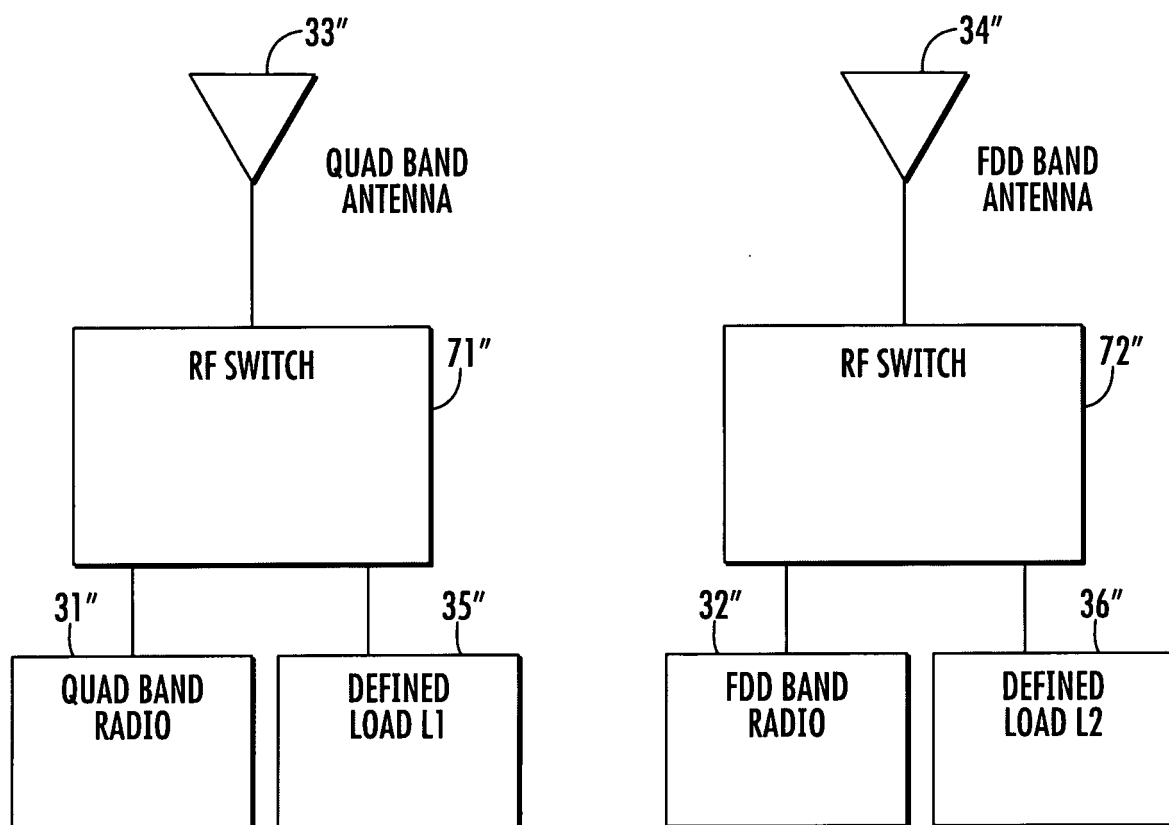 33″
34″
QUAD BAND
ANTENNA
FDD BAND
ANTENNA
RF SWITCH
71″
RF SWITCH
72″
31″
35″
32″
36″
QUAD BAND
RADIO
DEFINED
LOAD L1
FDD BAND
RADIO
DEFINED
LOAD L2